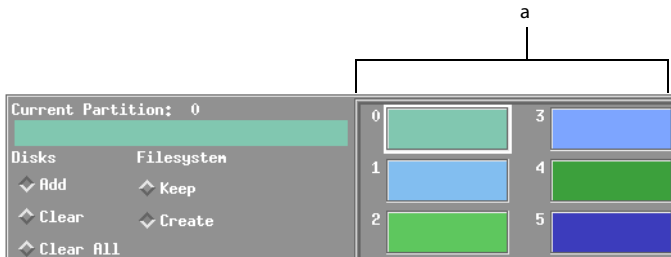 a
Current Partition: 0
0
3
Disks
Filesystem
1
4
Add
Keep
Clear
Create
2
5
Clear All